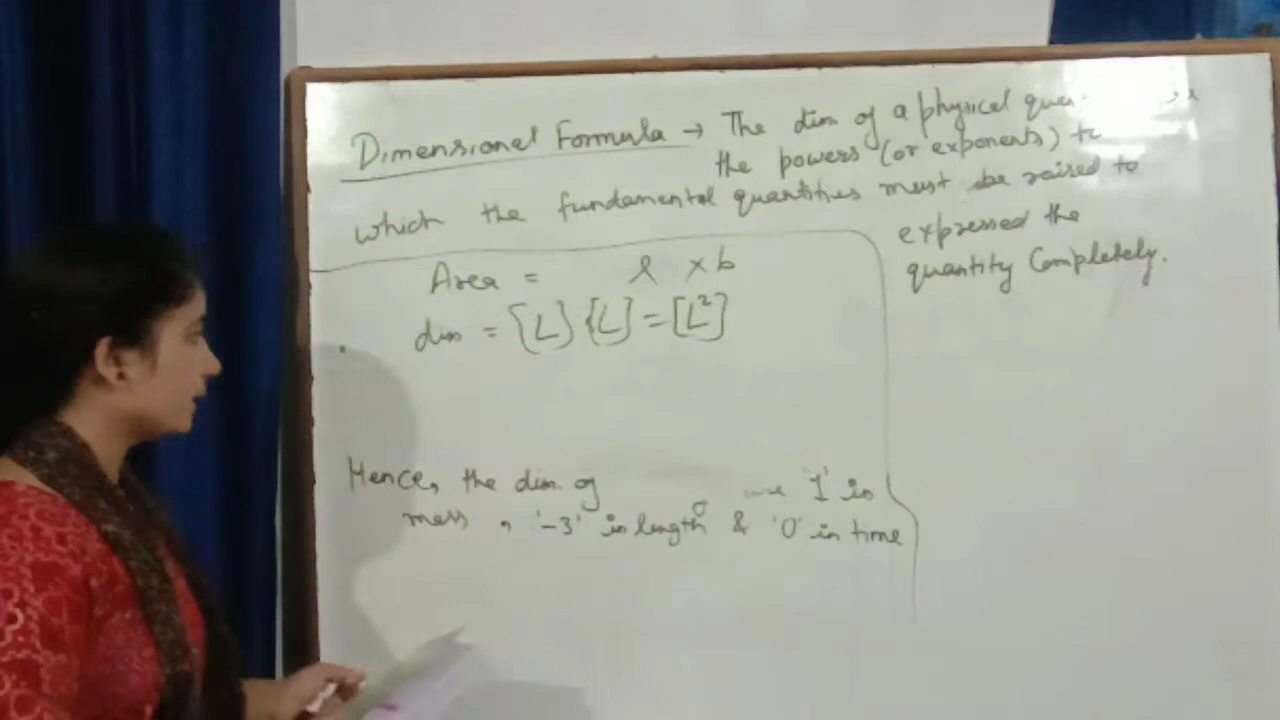 Dimensional Formula → The dim of a physical
the powers (or exponents) to
which the fundamental quantities must be raised to
expressed the
quantity Completely.
Area = l × b
dim = [L] [L] = [L²]
Hence, the dim. of are '1' in
mass, '-3' in length & '0' in time